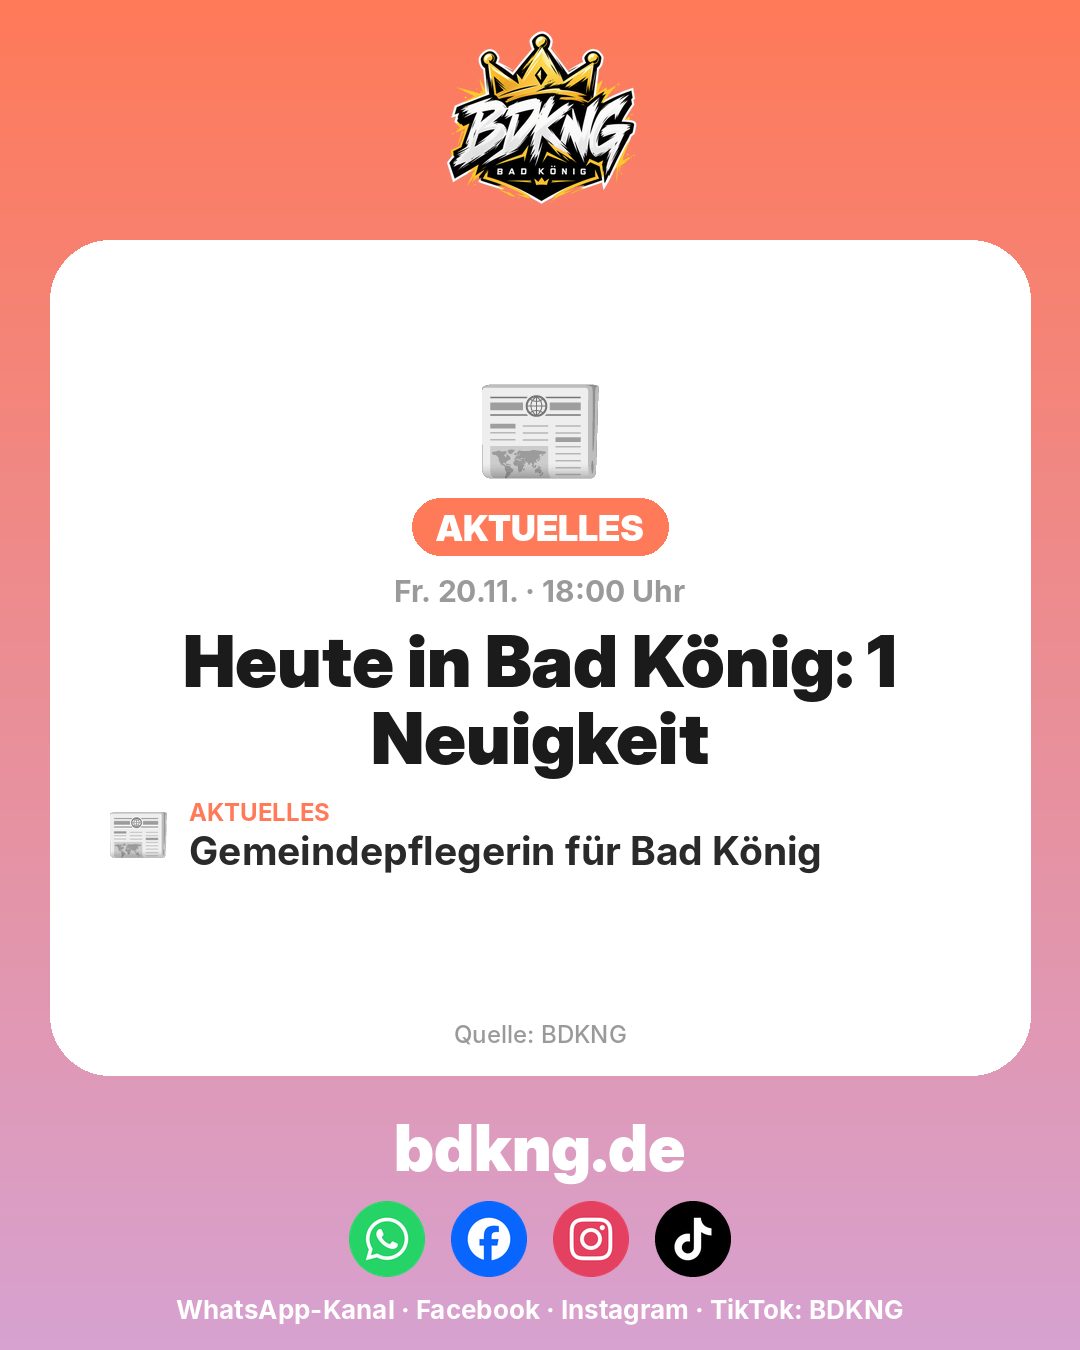 BDKNG
BAD KÖNIG
AKTUELLES
Fr. 20.11. · 18:00 Uhr
Heute in Bad König: 1
Neuigkeit
AKTUELLES
Gemeindepflegerin für Bad König
Quelle: BDKNG
bdkng.de
WhatsApp-Kanal · Facebook · Instagram · TikTok: BDKNG